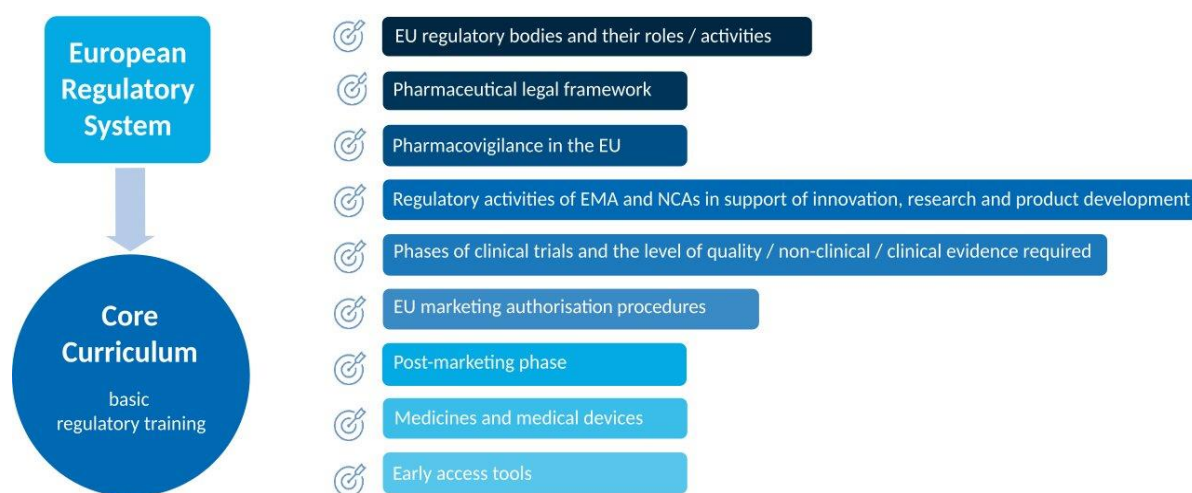 European
Regulatory
System
Core
Curriculum
basic
regulatory training
EU regulatory bodies and their roles / activities
Pharmaceutical legal framework
Pharmacovigilance in the EU
Regulatory activities of EMA and NCAs in support of innovation, research and product development
Phases of clinical trials and the level of quality / non-clinical / clinical evidence required
EU marketing authorisation procedures
Post-marketing phase
Medicines and medical devices
Early access tools